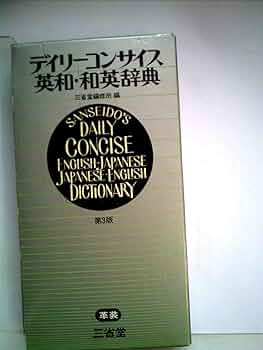 デイリーコンサイス
英和・和英辞典
三省堂編修所 編
SANSEIDO'S
DAILY
CONCISE
ENGLISH-JAPANESE
JAPANESE-ENGLISH
DICTIONARY
第3版
革装
三省堂